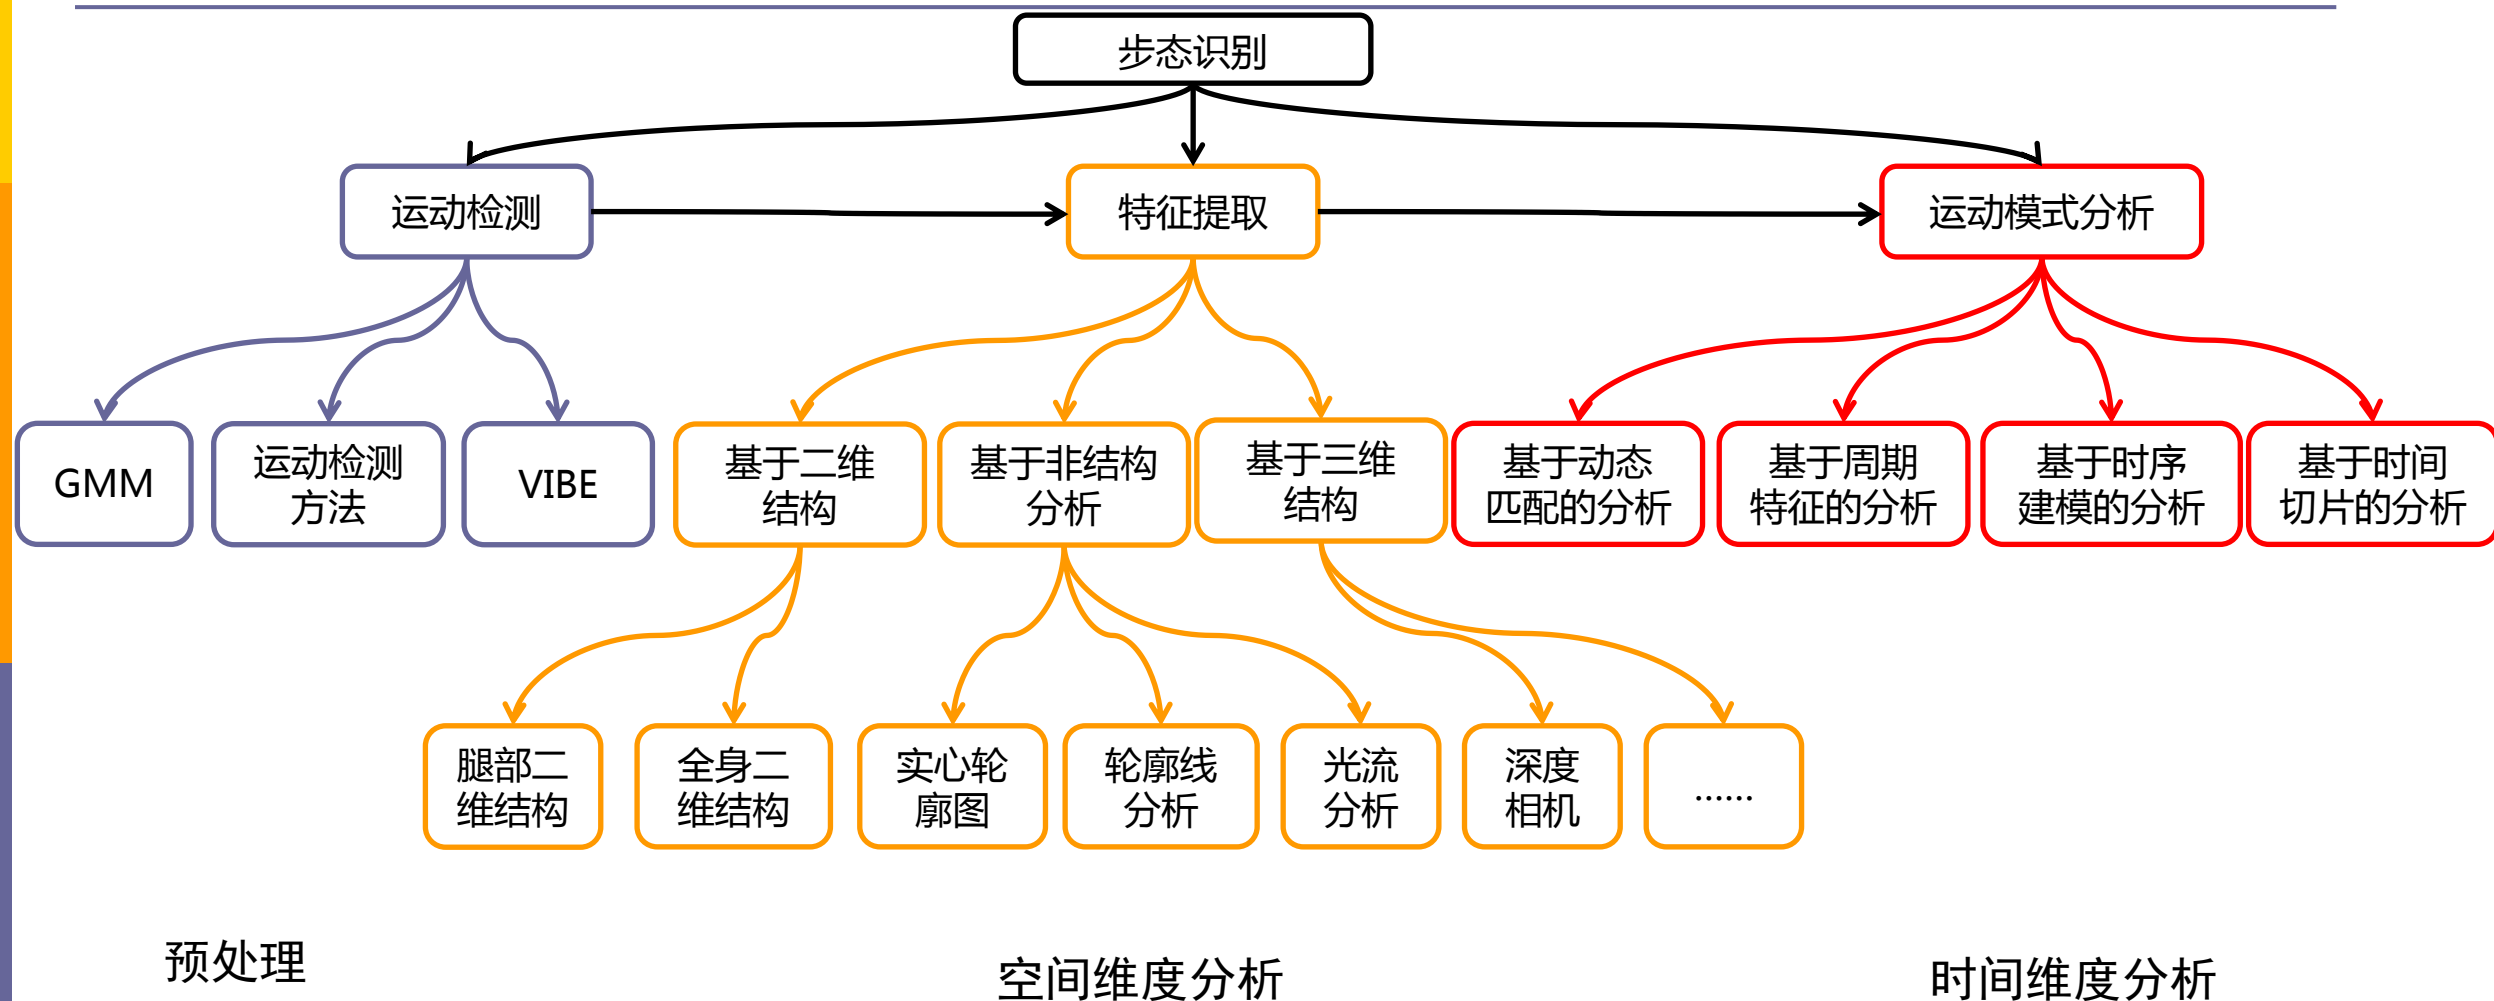 步态识别
运动检测
特征提取
运动模式分析
GMM
运动检测
方法
VIBE
基于二维
结构
基于非结构
分析
基于三维
结构
基于动态
匹配的分析
基于周期
特征的分析
基于时序
建模的分析
基于时间
切片的分析
腿部二
维结构
全身二
维结构
实心轮
廓图
轮廓线
分析
光流
分析
深度
相机
……
预处理
空间维度分析
时间维度分析